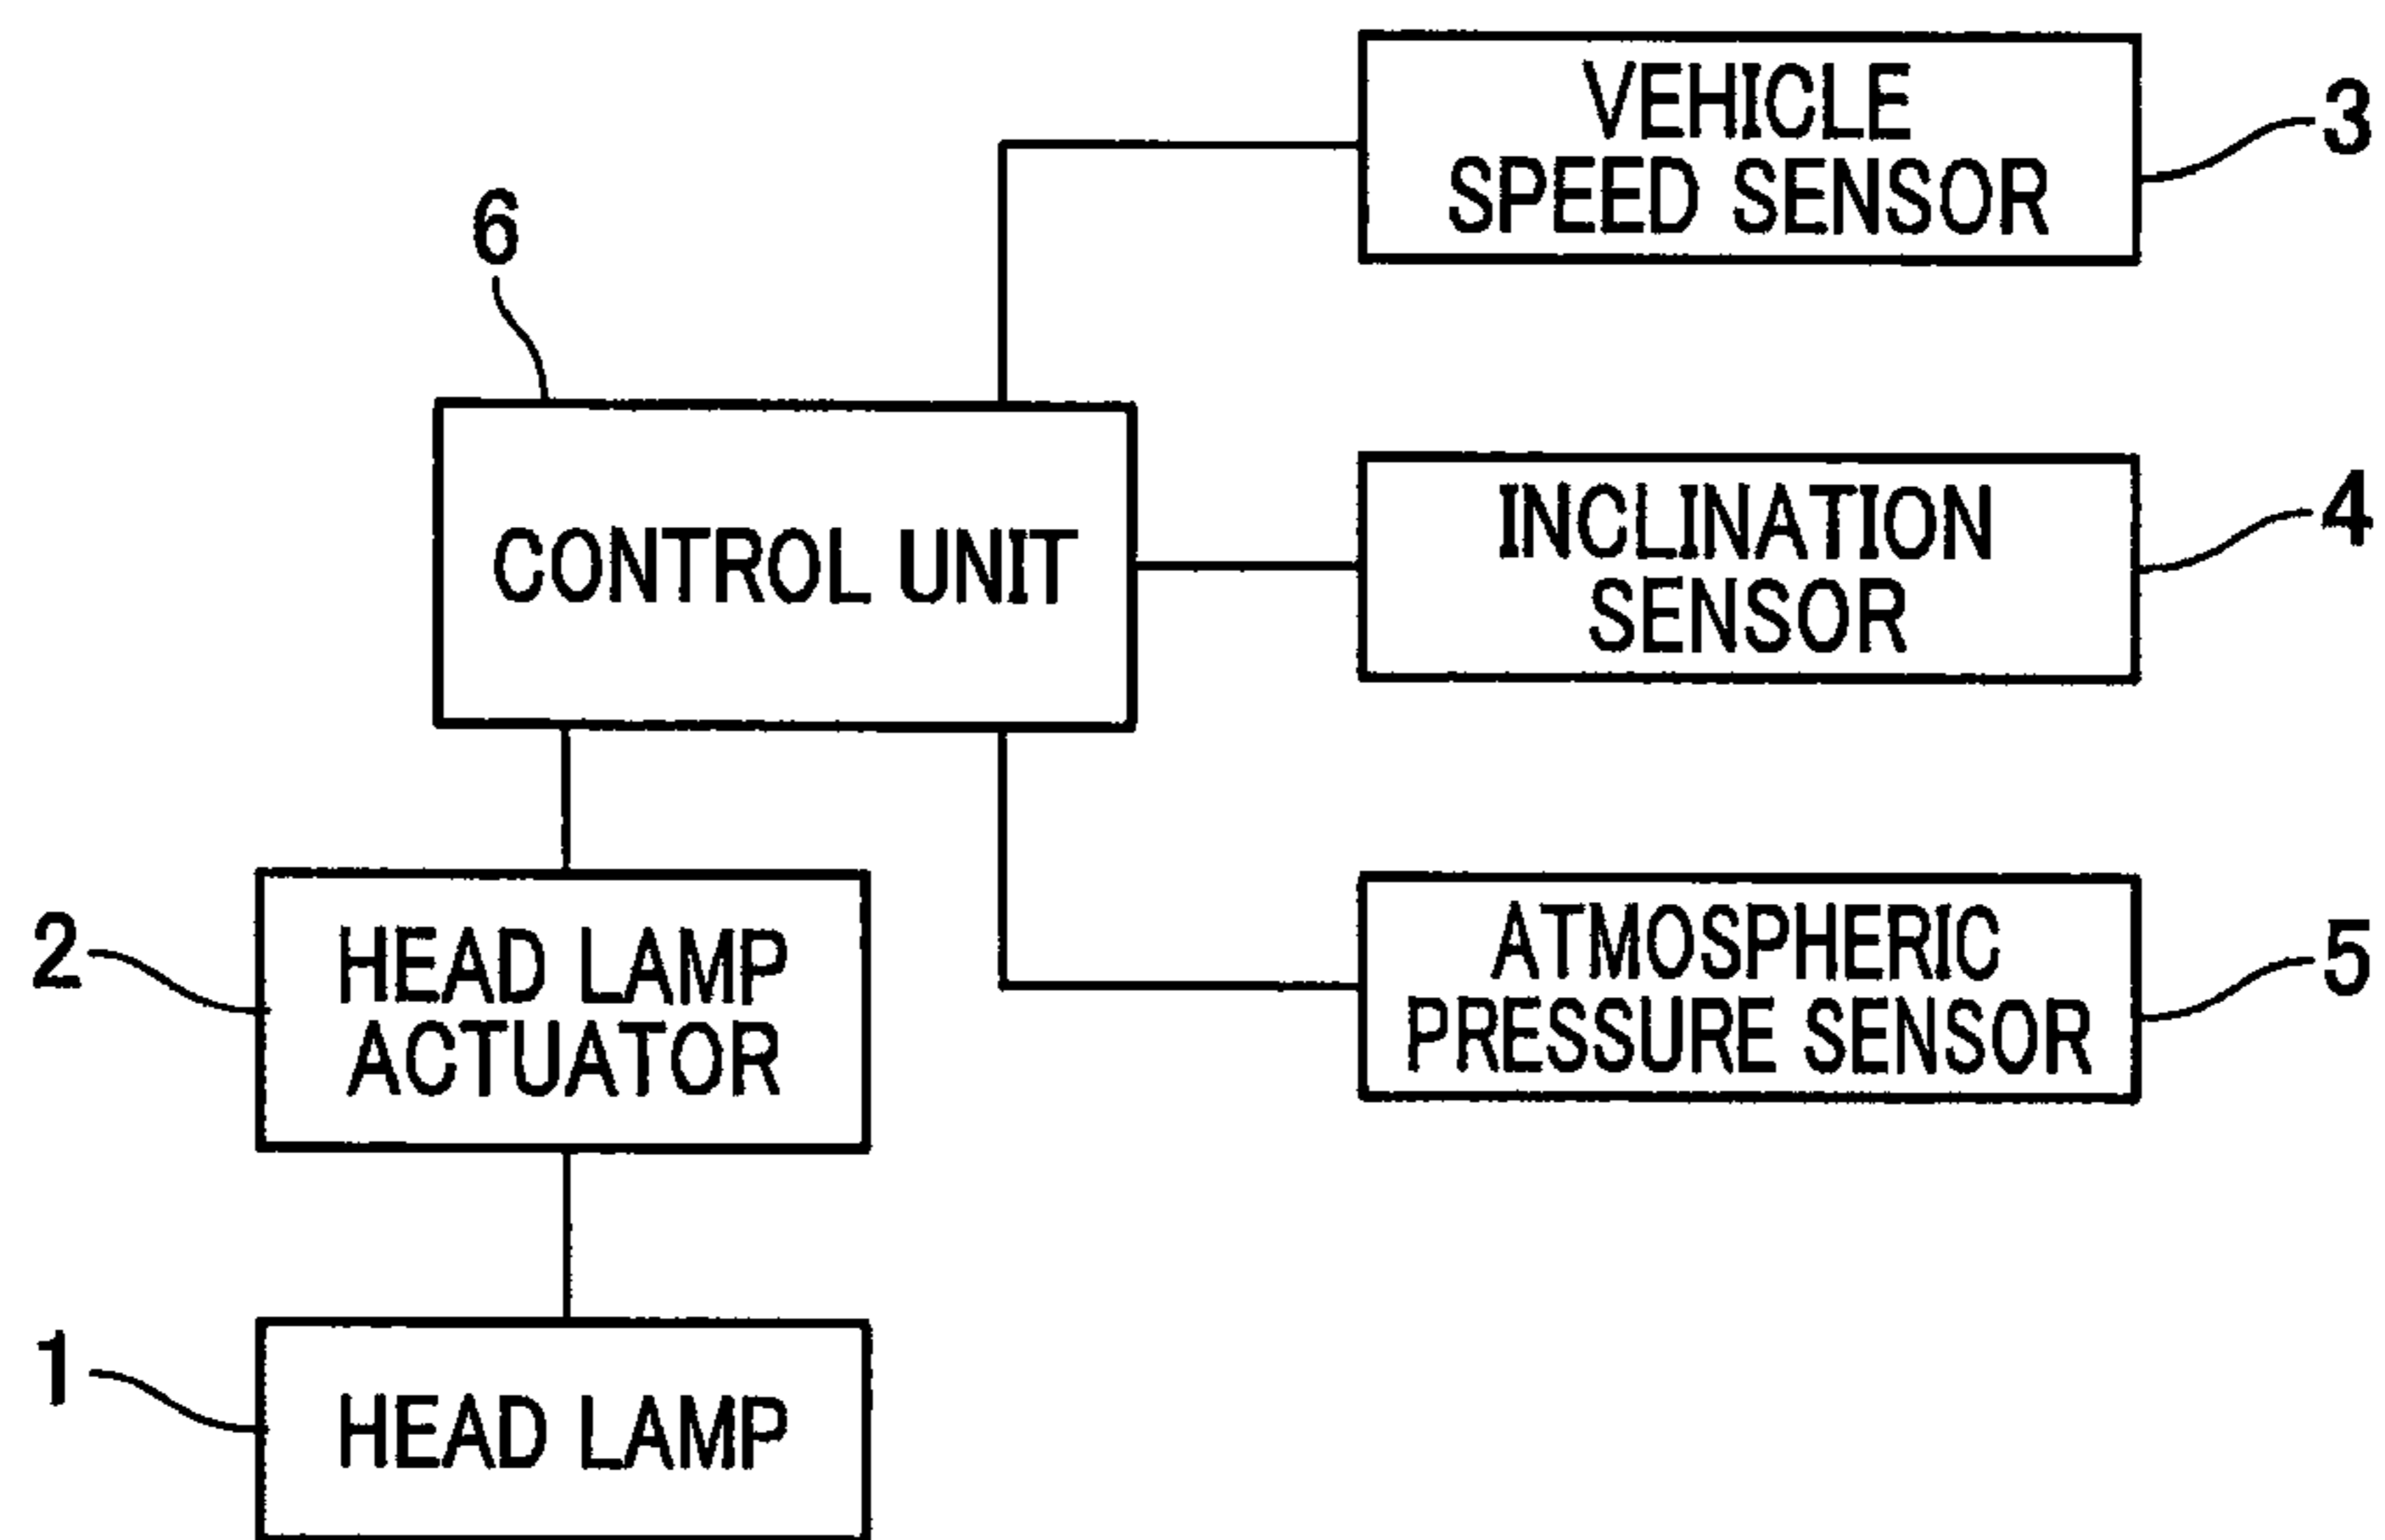 VEHICLE
SPEED SENSOR
3
6
CONTROL UNIT
INCLINATION
SENSOR
4
2
HEAD LAMP
ACTUATOR
ATMOSPHERIC
PRESSURE SENSOR
5
1
HEAD LAMP